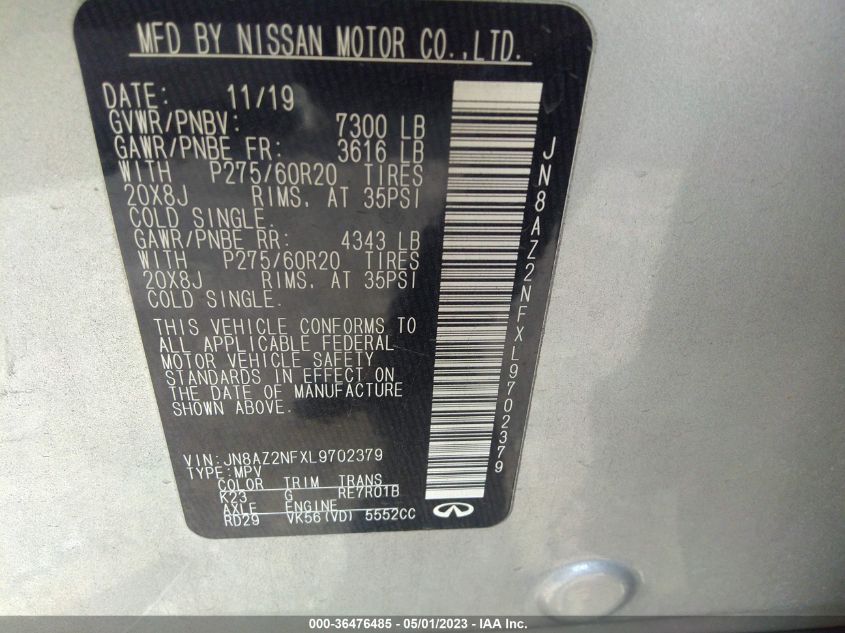 MFD BY NISSAN MOTOR CO.,LTD.
DATE: 11/19
GVWR/PNBV: 7300 LB
GAWR/PNBE FR: 3616 LB
WITH P275/60R20 TIRES
20X8J RIMS, AT 35PSI
COLD SINGLE.
GAWR/PNBE RR: 4343 LB
WITH P275/60R20 TIRES
20X8J RIMS, AT 35PSI
COLD SINGLE.
THIS VEHICLE CONFORMS TO
ALL APPLICABLE FEDERAL
MOTOR VEHICLE SAFETY
STANDARDS IN EFFECT ON
THE DATE OF MANUFACTURE
SHOWN ABOVE.
VIN:JN8AZ2NFXL9702379
TYPE:MPV
COLOR TRIM TRANS
K23 G RE7R01B
AXLE ENGINE
RD29 VK56(VD) 5552CC
JN8AZ2NFXL9702379
000-36476485 - 05/01/2023 - IAA Inc.